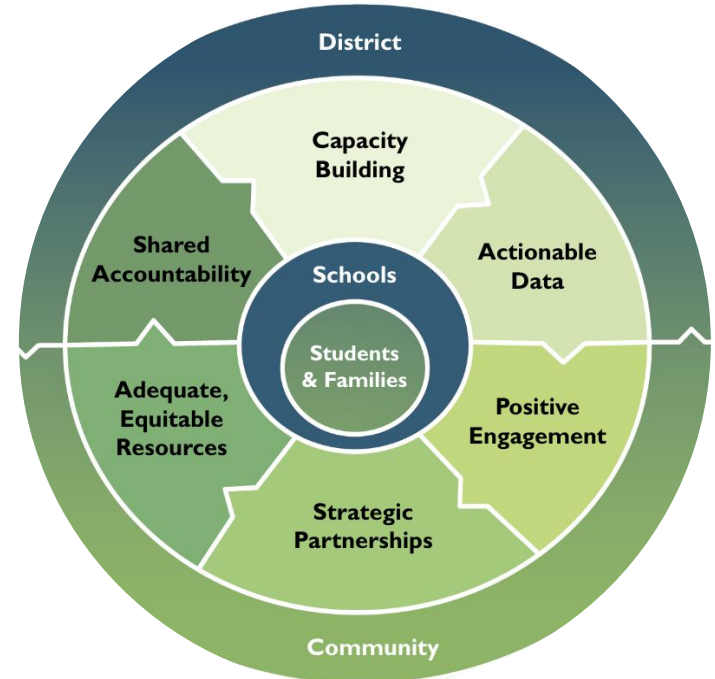 District
Capacity
Building
Shared
Accountability
Actionable
Data
Schools
Students
& Families
Adequate,
Equitable
Resources
Positive
Engagement
Strategic
Partnerships
Community